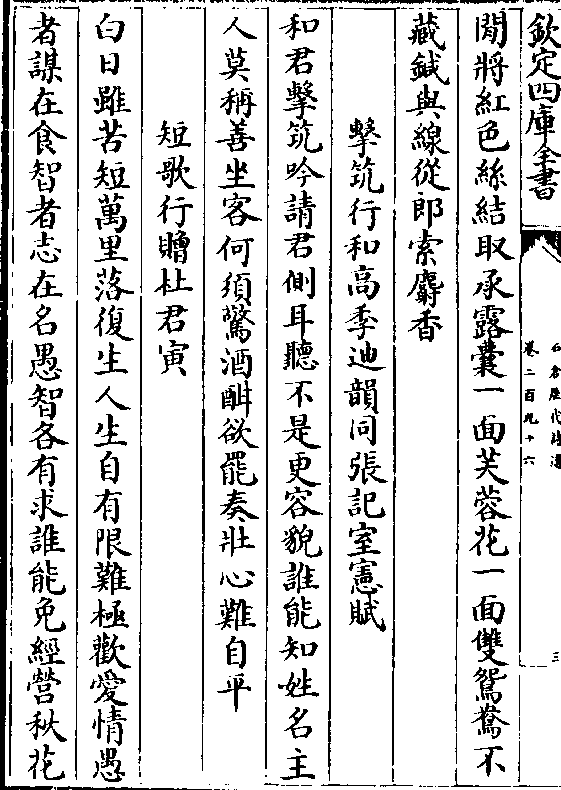 欽定四庫全書
石倉歷代詩選
卷二百九十六
三
閒將紅色絲結取承露囊一面芙蓉花一面雙鴛鴦不
藏鍼與線從郎索麝香
擊筑行和高季迪韻同張記室憲賦
和君擊筑吟請君側耳聽不是更容貌誰能知姓名主
人莫稱善坐客何須驚酒酣欲罷奏壯心難自平
短歌行贈杜君寅
白日雖苦短萬里落復生人生自有限難極歡愛情愚
者謀在食智者志在名愚智各有求誰能免經營秋花